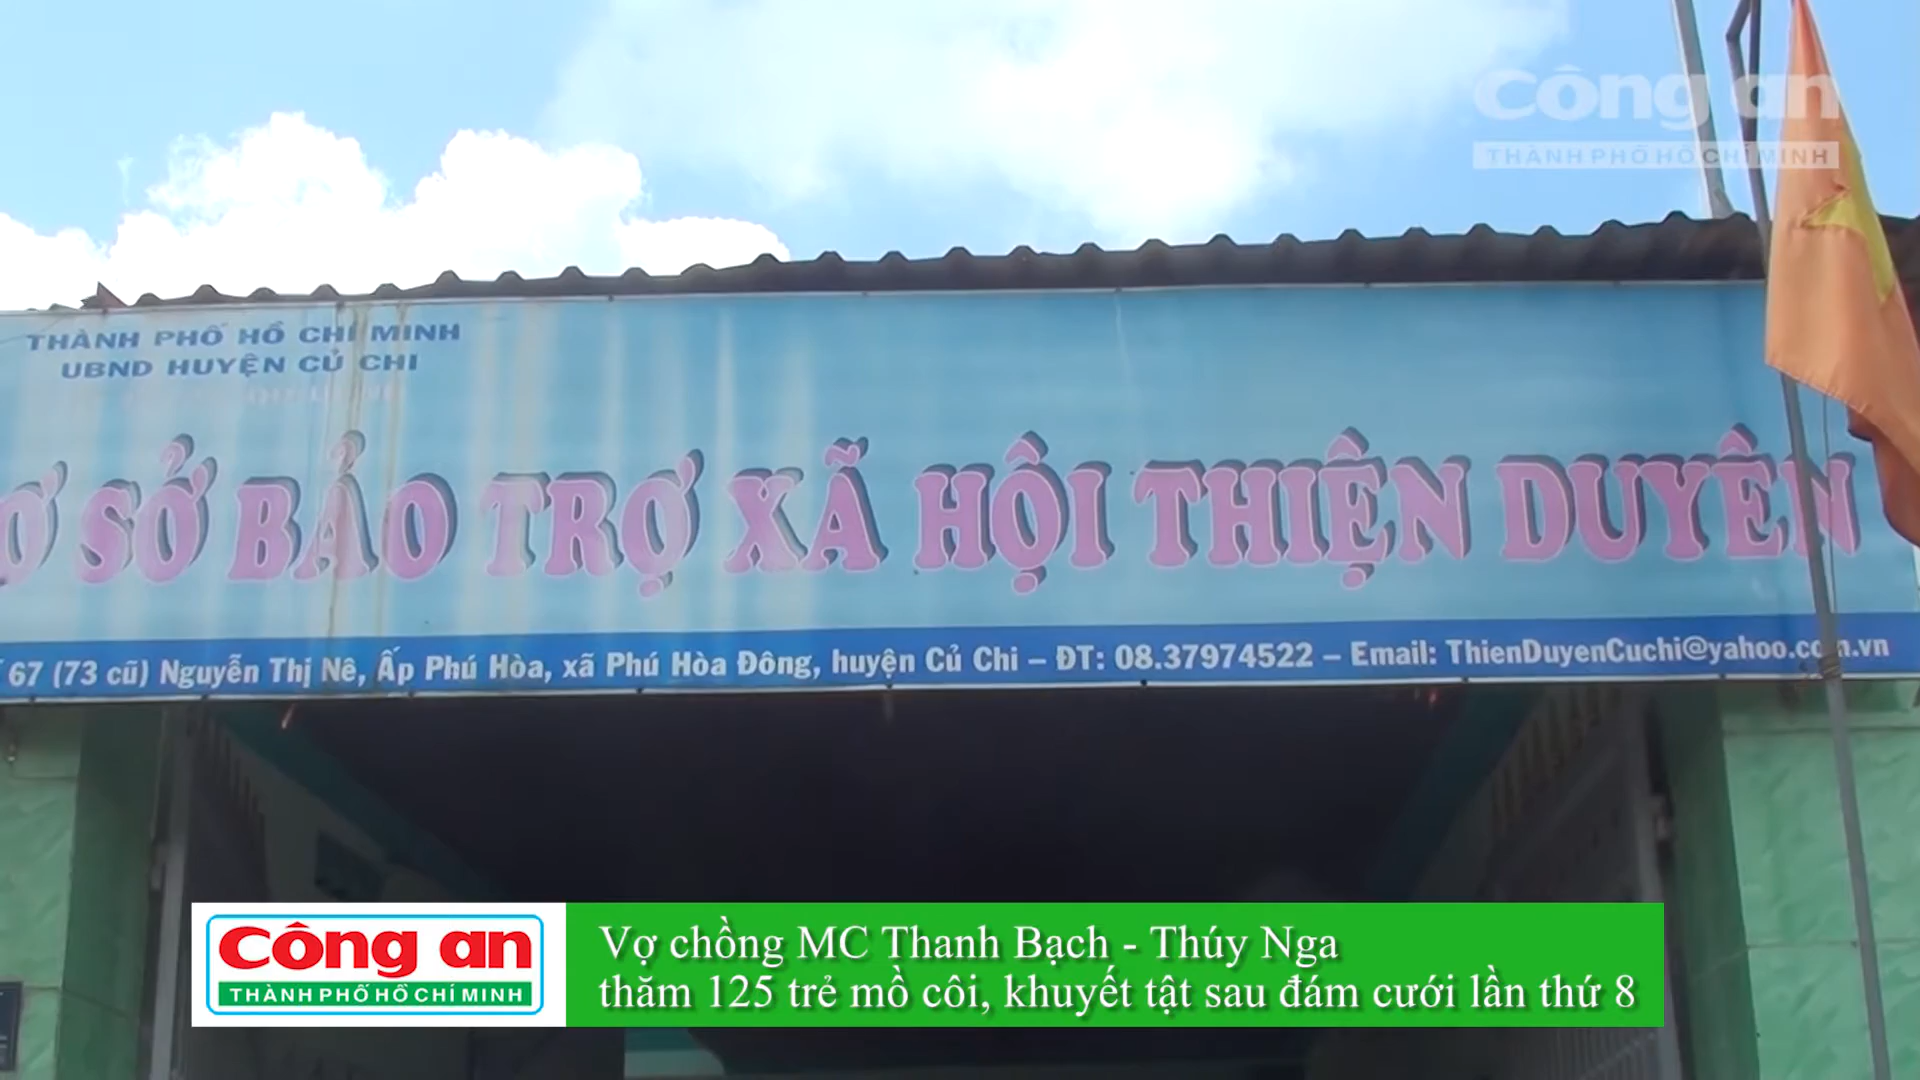 Công an
THÀNH PHỐ HỒ CHÍ MINH
THÀNH PHỐ HỒ CHÍ MINH
UBND HUYỆN CỦ CHI
Ơ SỞ BẢO TRỢ XÃ HỘI THIỆN DUYÊN
67 (73 cũ) Nguyễn Thị Nê, Ấp Phú Hòa, xã Phú Hòa Đông, huyện Củ Chi – ĐT: 08.37974522 – Email: ThienDuyenCuchi@yahoo.com.vn
Công an
THÀNH PHỐ HỒ CHÍ MINH
Vợ chồng MC Thanh Bạch - Thúy Nga
thăm 125 trẻ mồ côi, khuyết tật sau đám cưới lần thứ 8